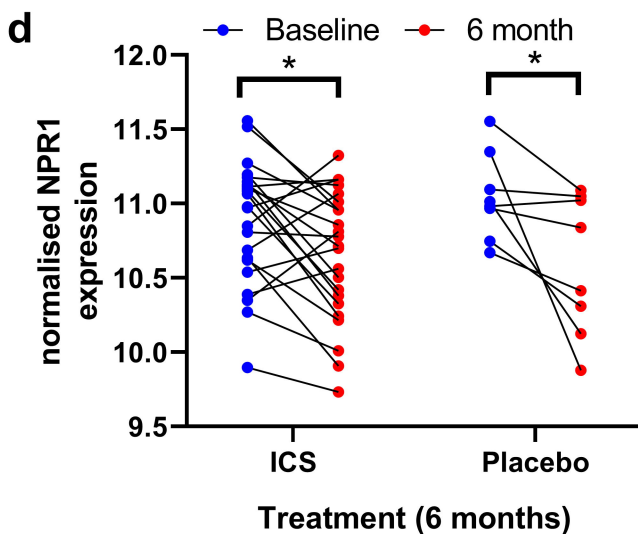 d
Baseline 6 month
normalised NPR1
expression
12.0
11.5
11.0
10.5
10.0
9.5
* *
ICS Placebo
Treatment (6 months)